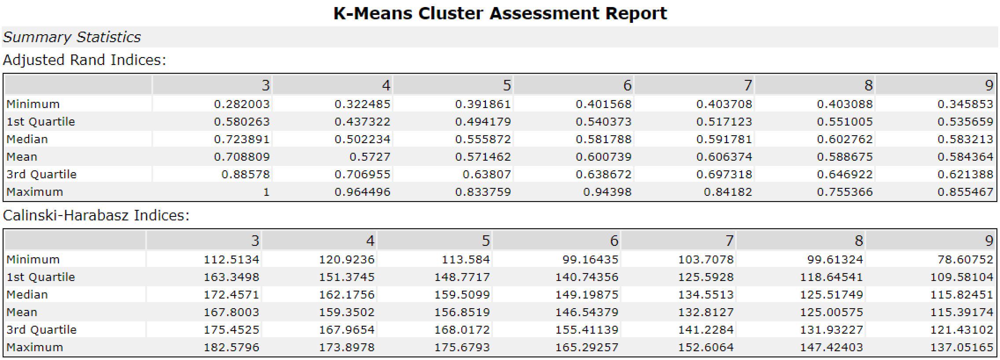 K-Means Cluster Assessment Report
Summary Statistics
Adjusted Rand Indices:
3 4 5 6 7 8 9
Minimum 0.282003 0.322485 0.391861 0.401568 0.403708 0.403088 0.345853
1st Quartile 0.580263 0.437322 0.494179 0.540373 0.517123 0.551005 0.535659
Median 0.723891 0.502234 0.555872 0.581788 0.591781 0.602762 0.583213
Mean 0.708809 0.5727 0.571462 0.600739 0.606374 0.588675 0.584364
3rd Quartile 0.88578 0.706955 0.63807 0.638672 0.697318 0.646922 0.621388
Maximum 1 0.964496 0.833759 0.94398 0.84182 0.755366 0.855467
Calinski-Harabasz Indices:
3 4 5 6 7 8 9
Minimum 112.5134 120.9236 113.584 99.16435 103.7078 99.61324 78.60752
1st Quartile 163.3498 151.3745 148.7717 140.74356 125.5928 118.64541 109.58104
Median 172.4571 162.1756 159.5099 149.19875 134.5513 125.51749 115.82451
Mean 167.8003 159.3502 156.8519 146.54379 132.8127 125.00575 115.39174
3rd Quartile 175.4525 167.9654 168.0172 155.41139 141.2284 131.93227 121.43102
Maximum 182.5796 173.8978 175.6793 165.29257 152.6064 147.42403 137.05165